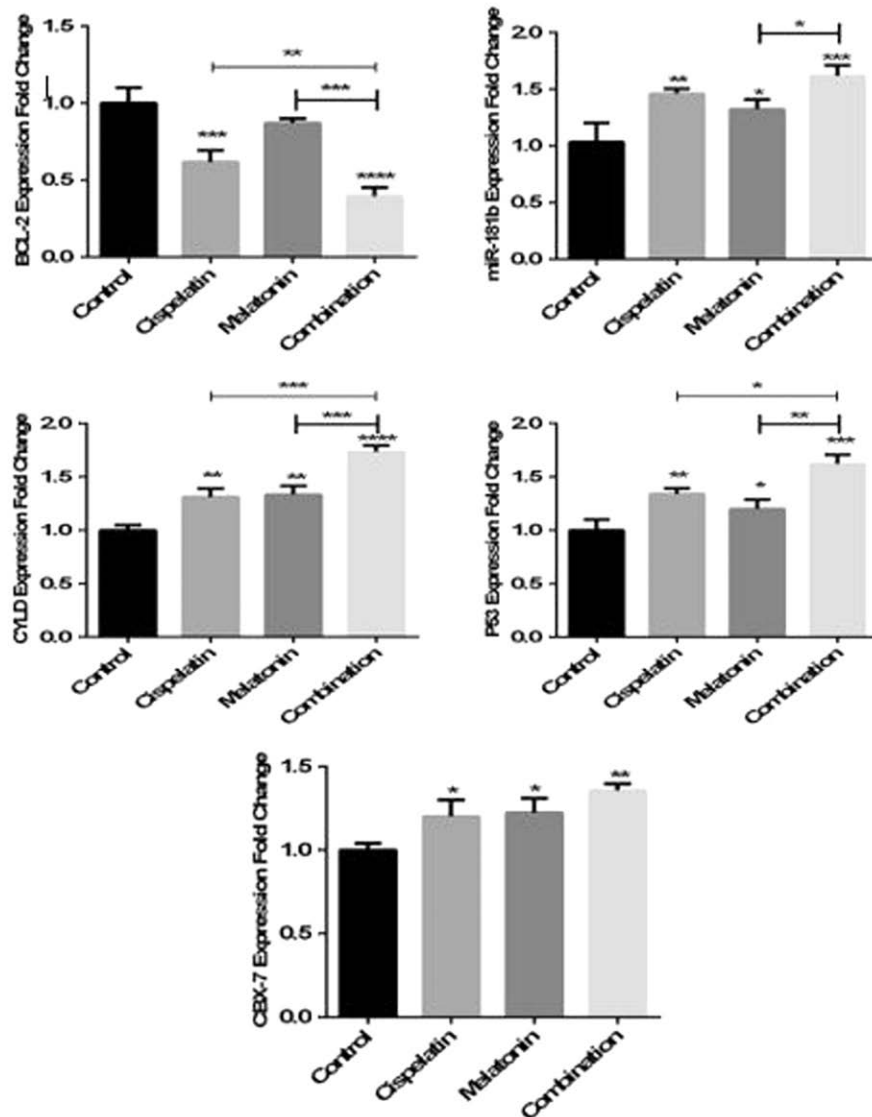 BCL-2 Expression Fold Change
1.5
1.0
0.5
0.0
**
***
***
****
Control
Cispelatin
Melatonin
Combination
miR-181b Expression Fold Change
2.0
1.5
1.0
0.5
0.0
*
**
*
***
Control
Cispelatin
Melatonin
Combination
CYLD Expression Fold Change
2.0
1.5
1.0
0.5
0.0
***
***
**
**
****
Control
Cispelatin
Melatonin
Combination
P53 Expression Fold Change
2.0
1.5
1.0
0.5
0.0
*
**
**
*
***
Control
Cispelatin
Melatonin
Combination
CBX-7 Expression Fold Change
1.5
1.0
0.5
0.0
*
*
**
Control
Cispelatin
Melatonin
Combination